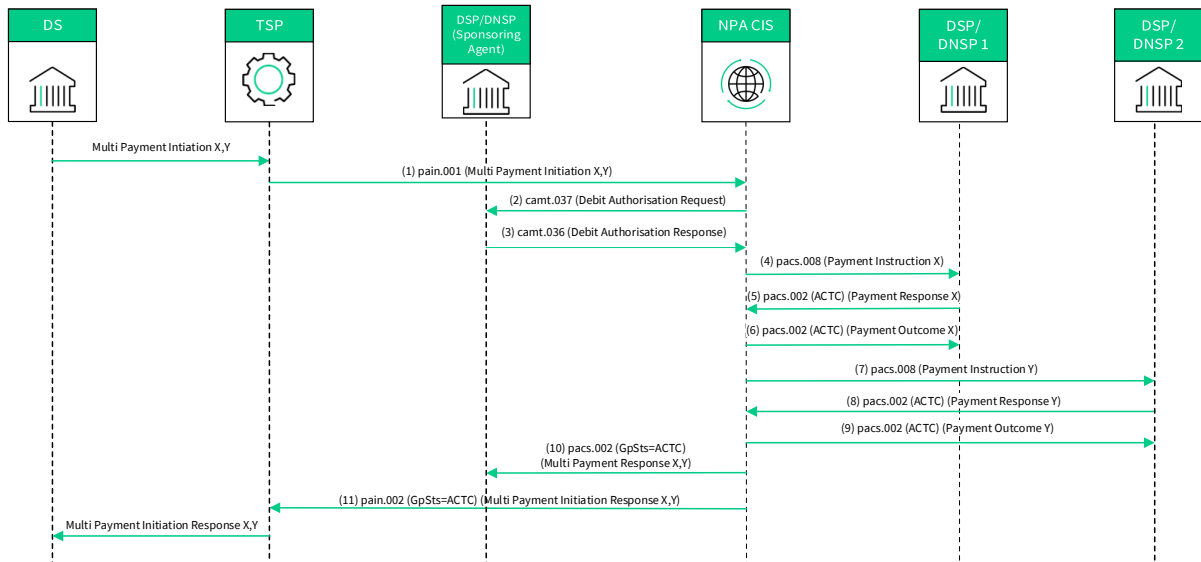 DS
TSP
DSP/DNSP
(Sponsoring
Agent)
NPA CIS
DSP/
DNSP 1
DSP/
DNSP 2
Multi Payment Intiation X,Y
(1) pain.001 (Multi Payment Initiation X,Y)
(2) camt.037 (Debit Authorisation Request)
(3) camt.036 (Debit Authorisation Response)
(4) pacs.008 (Payment Instruction X)
(5) pacs.002 (ACTC) (Payment Response X)
(6) pacs.002 (ACTC) (Payment Outcome X)
(7) pacs.008 (Payment Instruction Y)
(8) pacs.002 (ACTC) (Payment Response Y)
(9) pacs.002 (ACTC) (Payment Outcome Y)
(10) pacs.002 (GpSts=ACTC)
(Multi Payment Response X,Y)
(11) pain.002 (GpSts=ACTC) (Multi Payment Initiation Response X,Y)
Multi Payment Initiation Response X,Y